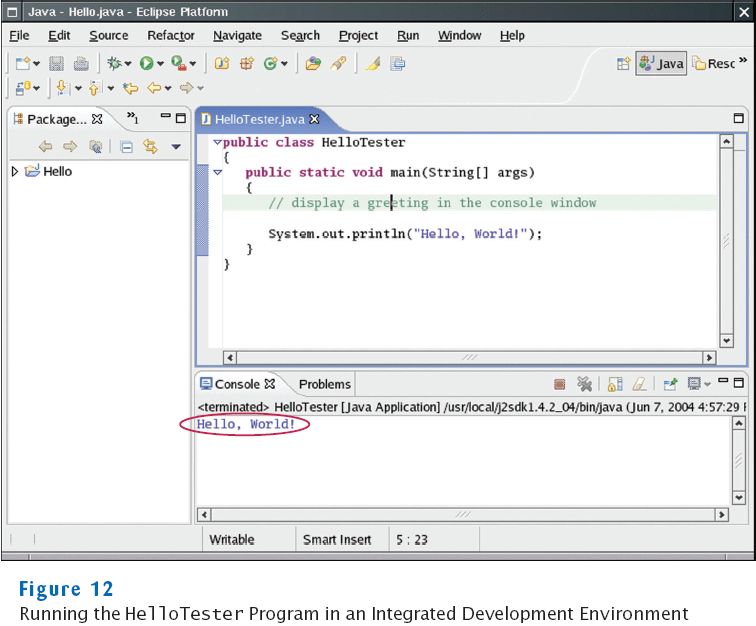 Java - Hello.java - Eclipse Platform
File Edit Source Refactor Navigate Search Project Run Window Help
Java Resc »
Package... »1
HelloTester.java
Hello
public class HelloTester
{
public static void main(String[] args)
{
// display a greeting in the console window
System.out.println("Hello, World!");
}
}
Console Problems
<terminated> HelloTester [Java Application] /usr/local/j2sdk1.4.2_04/bin/java (Jun 7, 2004 4:57:29
Hello, World!
Writable Smart Insert 5 : 23
Figure 12
Running the HelloTester Program in an Integrated Development Environment